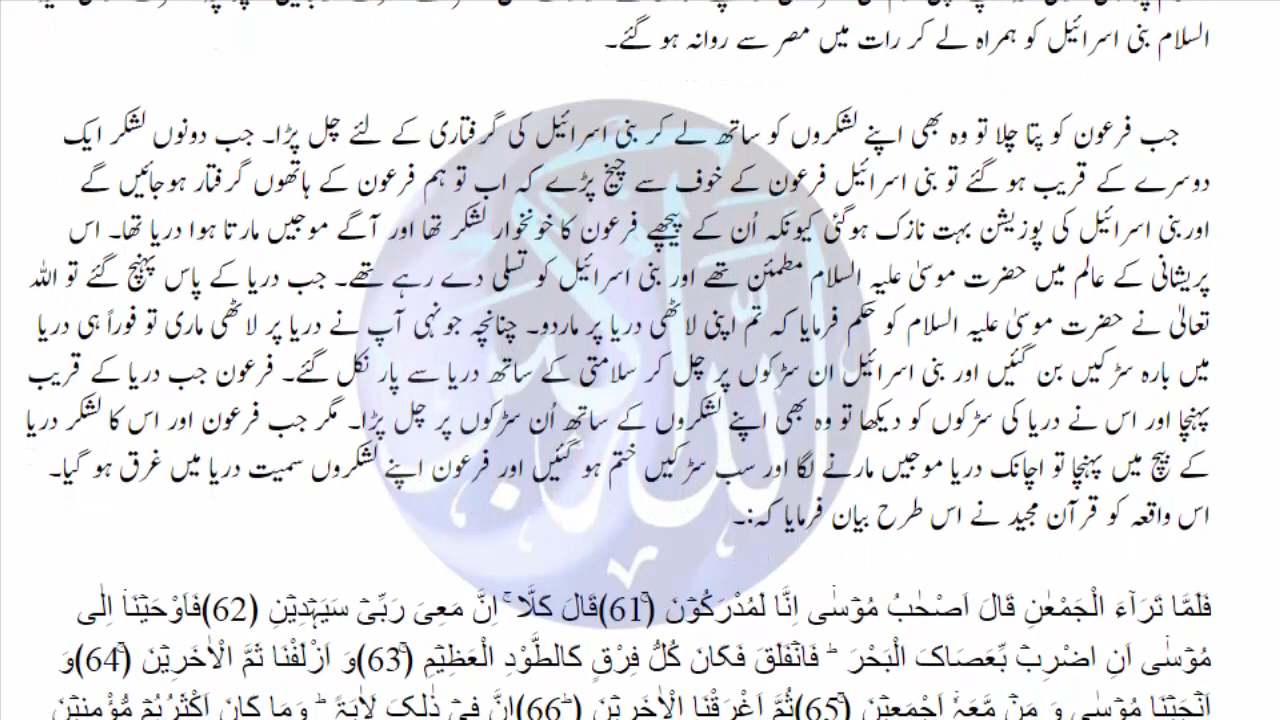 السلام بنی اسرائیل کو ہمراہ لے کر رات میں مصر سے روانہ ہو گئے۔
جب فرعون کو پتا چلا تو وہ بھی اپنے لشکروں کو ساتھ لے کر بنی اسرائیل کی گرفتاری کے لئے چل پڑا۔ جب دونوں لشکر ایک
دوسرے کے قریب ہو گئے تو بنی اسرائیل فرعون کے خوف سے چیخ پڑے کہ اب تو ہم فرعون کے ہاتھوں گرفتار ہوجائیں گے
اور بنی اسرائیل کی پوزیشن بہت نازک ہوگئی کیونکہ اُن کے پیچھے فرعون کا خونخوار لشکر تھا اور آگے موجیں مارتا ہوا دریا تھا۔ اس
پریشانی کے عالم میں حضرت موسیٰ علیہ السلام مطمئن تھے اور بنی اسرائیل کو تسلی دے رہے تھے۔ جب دریا کے پاس پہنچ گئے تو اللہ
تعالیٰ نے حضرت موسیٰ علیہ السلام کو حکم فرمایا کہ تم اپنی لاٹھی دریا پر ماردو۔ چنانچہ جونہی آپ نے دریا پر لاٹھی ماری تو فوراً ہی دریا
میں بارہ سڑکیں بن گئیں اور بنی اسرائیل ان سڑکوں پر چل کر سلامتی کے ساتھ دریا سے پار نکل گئے۔ فرعون جب دریا کے قریب
پہنچا اور اس نے دریا کی سڑکوں کو دیکھا تو وہ بھی اپنے لشکروں کے ساتھ اُن سڑکوں پر چل پڑا۔ مگر جب فرعون اور اس کا لشکر دریا
کے بیچ میں پہنچا تو اچانک دریا موجیں مارنے لگا اور سب سڑکیں ختم ہو گئیں اور فرعون اپنے لشکروں سمیت دریا میں غرق ہو گیا۔
اس واقعہ کو قرآن مجید نے اس طرح بیان فرمایا کہ:۔
فَلَمَّا تَرَآءَ الْجَمْعٰنِ قَالَ اَصْحٰبُ مُوْسٰۤی اِنَّا لَمُدْرَكُوْنَ ﴿ۚ61﴾قَالَ كَلَّا ۚ اِنَّ مَعِیَ رَبِّیْ سَیَہْدِیْنِ ﴿62﴾فَاَوْحَیْنَاۤ اِلٰی
مُوْسٰۤی اَنِ اضْرِبْ بِّعَصَاکَ الْبَحْرَ ؕ فَانْفَلَقَ فَکَانَ کُلُّ فِرْقٍ کَالطَّوْدِ الْعَظِیْمِ ﴿ۚ63﴾وَ اَزْلَفْنَا ثَمَّ الْاٰخَرِیْنَ ﴿ۚ64﴾وَ
اَنْجَیْنَا مُوْسٰی وَ مَنْ مَّعَہٗۤ اَجْمَعِیْنَ ﴿ۚ65﴾ثُمَّ اَغْرَقْنَا الْاٰخَرِیْنَ ﴿ؕ66﴾اِنَّ فِیْ ذٰلِکَ لَاٰیَۃً ؕ وَمَا کَانَ اَکْثَرُہُمْ مُّؤْمِنِیْنَ